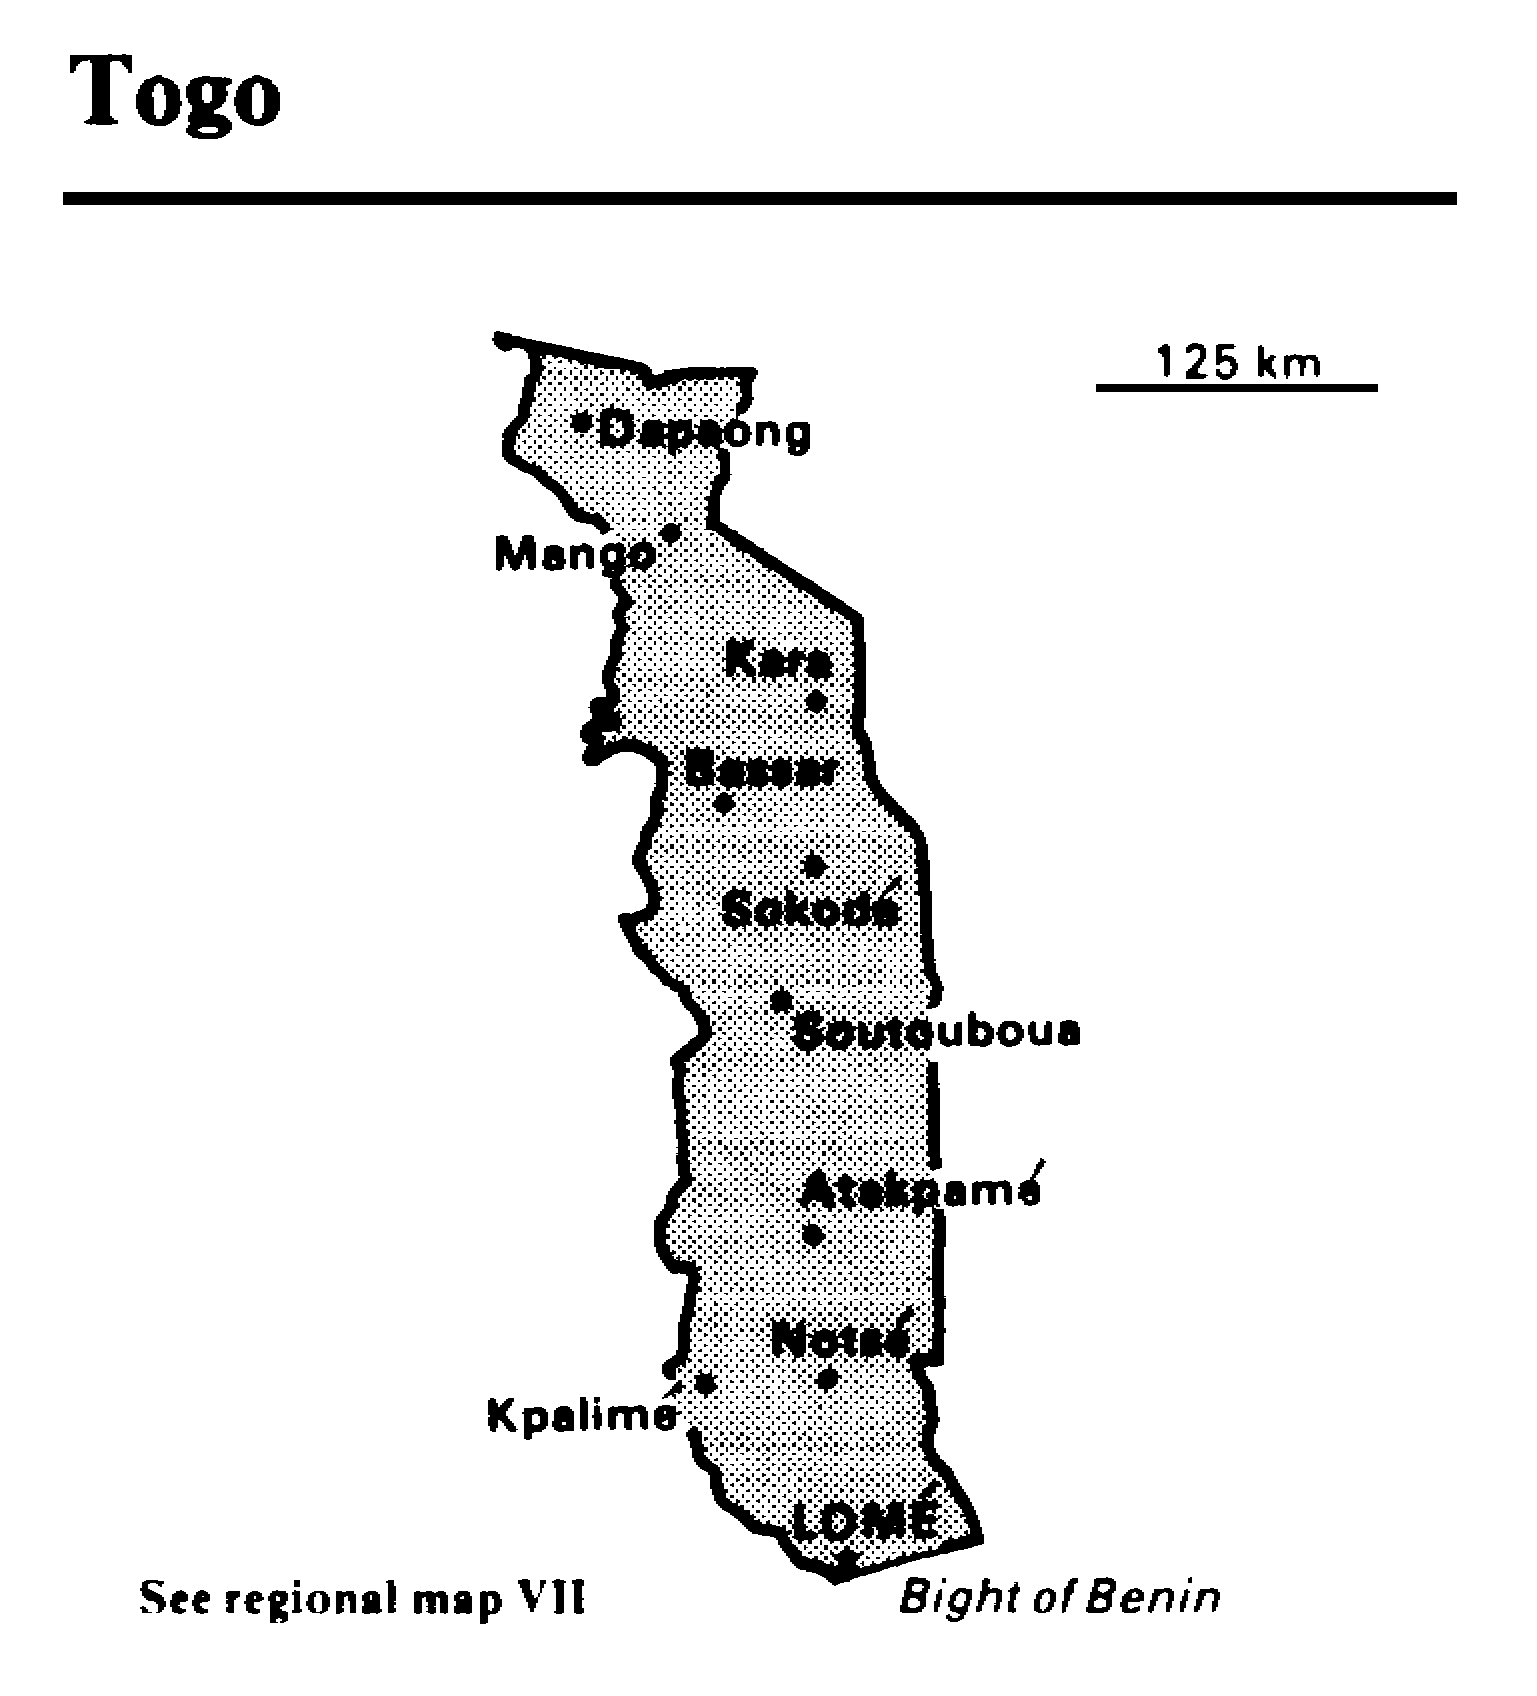 Togo
125 km
Dapaong
Mango
Kara
Bassar
Sokodé
Soutouboua
Atakpamé
Notsé
Kpalimé
LOMÉ
See regional map VII
Bight of Benin